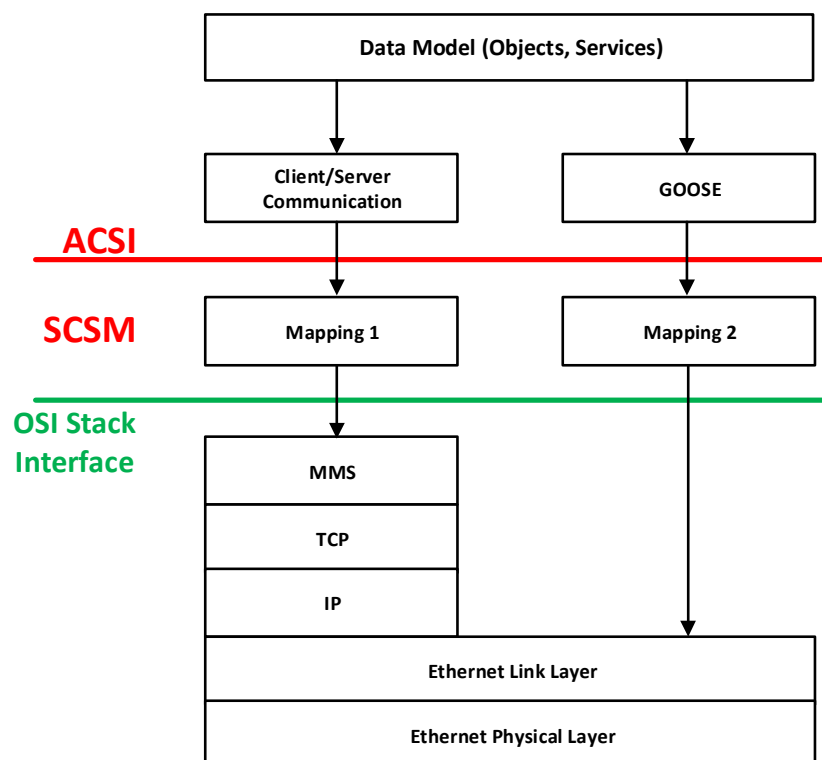 Data Model (Objects, Services)
Client/Server
Communication
GOOSE
ACSI
SCSM
Mapping 1
Mapping 2
OSI Stack
Interface
MMS
TCP
IP
Ethernet Link Layer
Ethernet Physical Layer